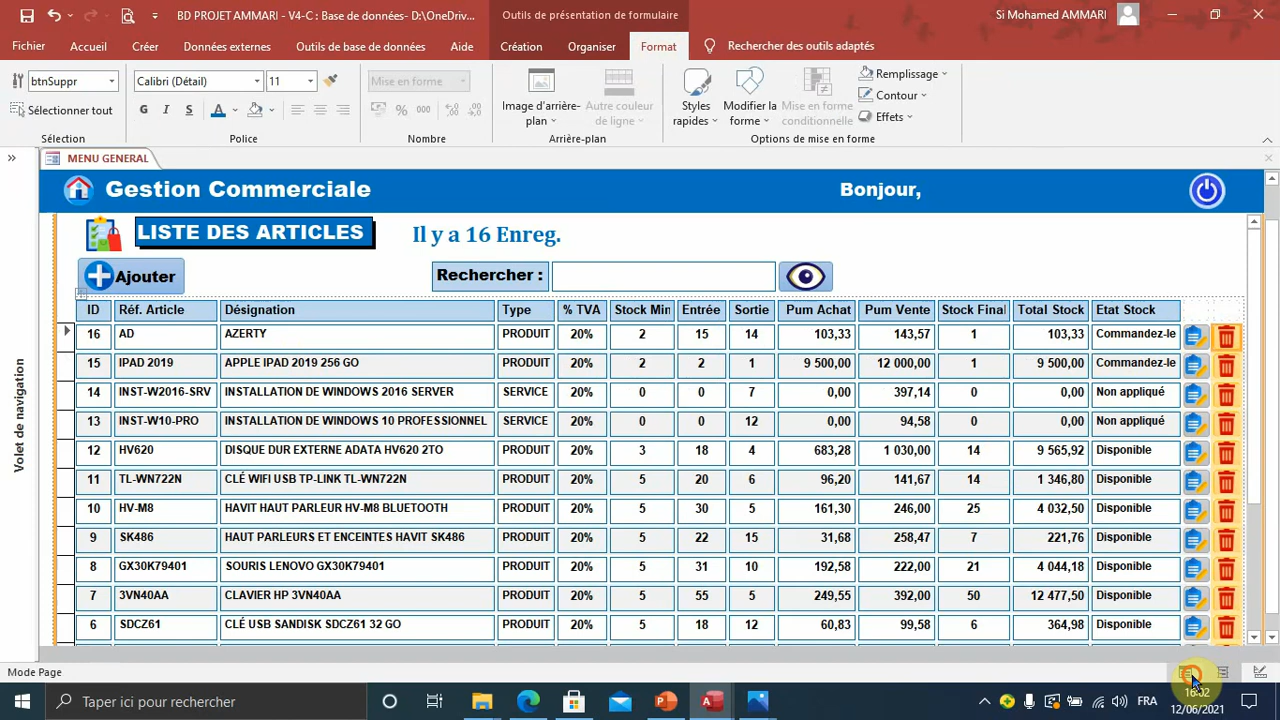 BD PROJET AMMARI - V4-C : Base de données- D:\OneDriv...
Outils de présentation de formulaire
Si Mohamed AMMARI
Fichier Accueil Créer Données externes Outils de base de données Aide Création Organiser Format Rechercher des outils adaptés
btnSuppr
Sélectionner tout
Sélection
Calibri (Détail) 11
G I S A
Police
Mise en forme
% 000
Nombre
Image d'arrière-plan
Autre couleur de ligne
Arrière-plan
Styles rapides
Modifier la forme
Mise en forme conditionnelle
Remplissage
Contour
Effets
Options de mise en forme
MENU GENERAL
Volet de navigation
Gestion Commerciale
Bonjour,
LISTE DES ARTICLES
Il y a 16 Enreg.
Ajouter
Rechercher :
ID Réf. Article Désignation Type % TVA Stock Min Entrée Sortie Pum Achat Pum Vente Stock Final Total Stock Etat Stock
16 AD AZERTY PRODUIT 20% 2 15 14 103,33 143,57 1 103,33 Commandez-le
15 IPAD 2019 APPLE IPAD 2019 256 GO PRODUIT 20% 2 2 1 9 500,00 12 000,00 1 9 500,00 Commandez-le
14 INST-W2016-SRV INSTALLATION DE WINDOWS 2016 SERVER SERVICE 20% 0 0 7 0,00 397,14 0 0,00 Non appliqué
13 INST-W10-PRO INSTALLATION DE WINDOWS 10 PROFESSIONNEL SERVICE 20% 0 0 12 0,00 94,58 0 0,00 Non appliqué
12 HV620 DISQUE DUR EXTERNE ADATA HV620 2TO PRODUIT 20% 3 18 4 683,28 1 030,00 14 9 565,92 Disponible
11 TL-WN722N CLÉ WIFI USB TP-LINK TL-WN722N PRODUIT 20% 5 20 6 96,20 141,67 14 1 346,80 Disponible
10 HV-M8 HAVIT HAUT PARLEUR HV-M8 BLUETOOTH PRODUIT 20% 5 30 5 161,30 246,00 25 4 032,50 Disponible
9 SK486 HAUT PARLEURS ET ENCEINTES HAVIT SK486 PRODUIT 20% 5 22 15 31,68 258,47 7 221,76 Disponible
8 GX30K79401 SOURIS LENOVO GX30K79401 PRODUIT 20% 5 31 10 192,58 222,00 21 4 044,18 Disponible
7 3VN40AA CLAVIER HP 3VN40AA PRODUIT 20% 5 55 5 249,55 392,00 50 12 477,50 Disponible
6 SDCZ61 CLÉ USB SANDISK SDCZ61 32 GO PRODUIT 20% 5 18 12 60,83 99,58 6 364,98 Disponible
Mode Page
Taper ici pour rechercher
FRA
16:02
12/06/2021